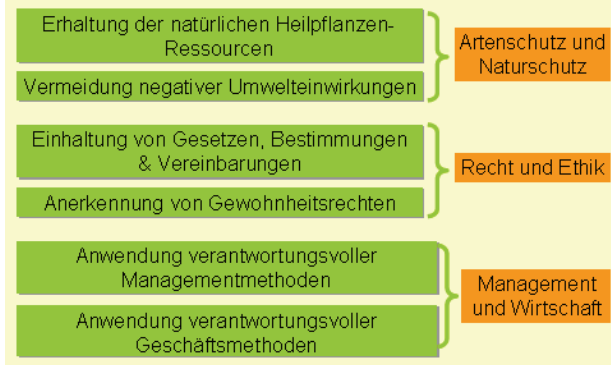 Erhaltung der natürlichen Heilpflanzen-
Ressourcen
Vermeidung negativer Umwelteinwirkungen
Artenschutz und
Naturschutz
Einhaltung von Gesetzen, Bestimmungen
& Vereinbarungen
Anerkennung von Gewohnheitsrechten
Recht und Ethik
Anwendung verantwortungsvoller
Managementmethoden
Anwendung verantwortungsvoller
Geschäftsmethoden
Management
und Wirtschaft